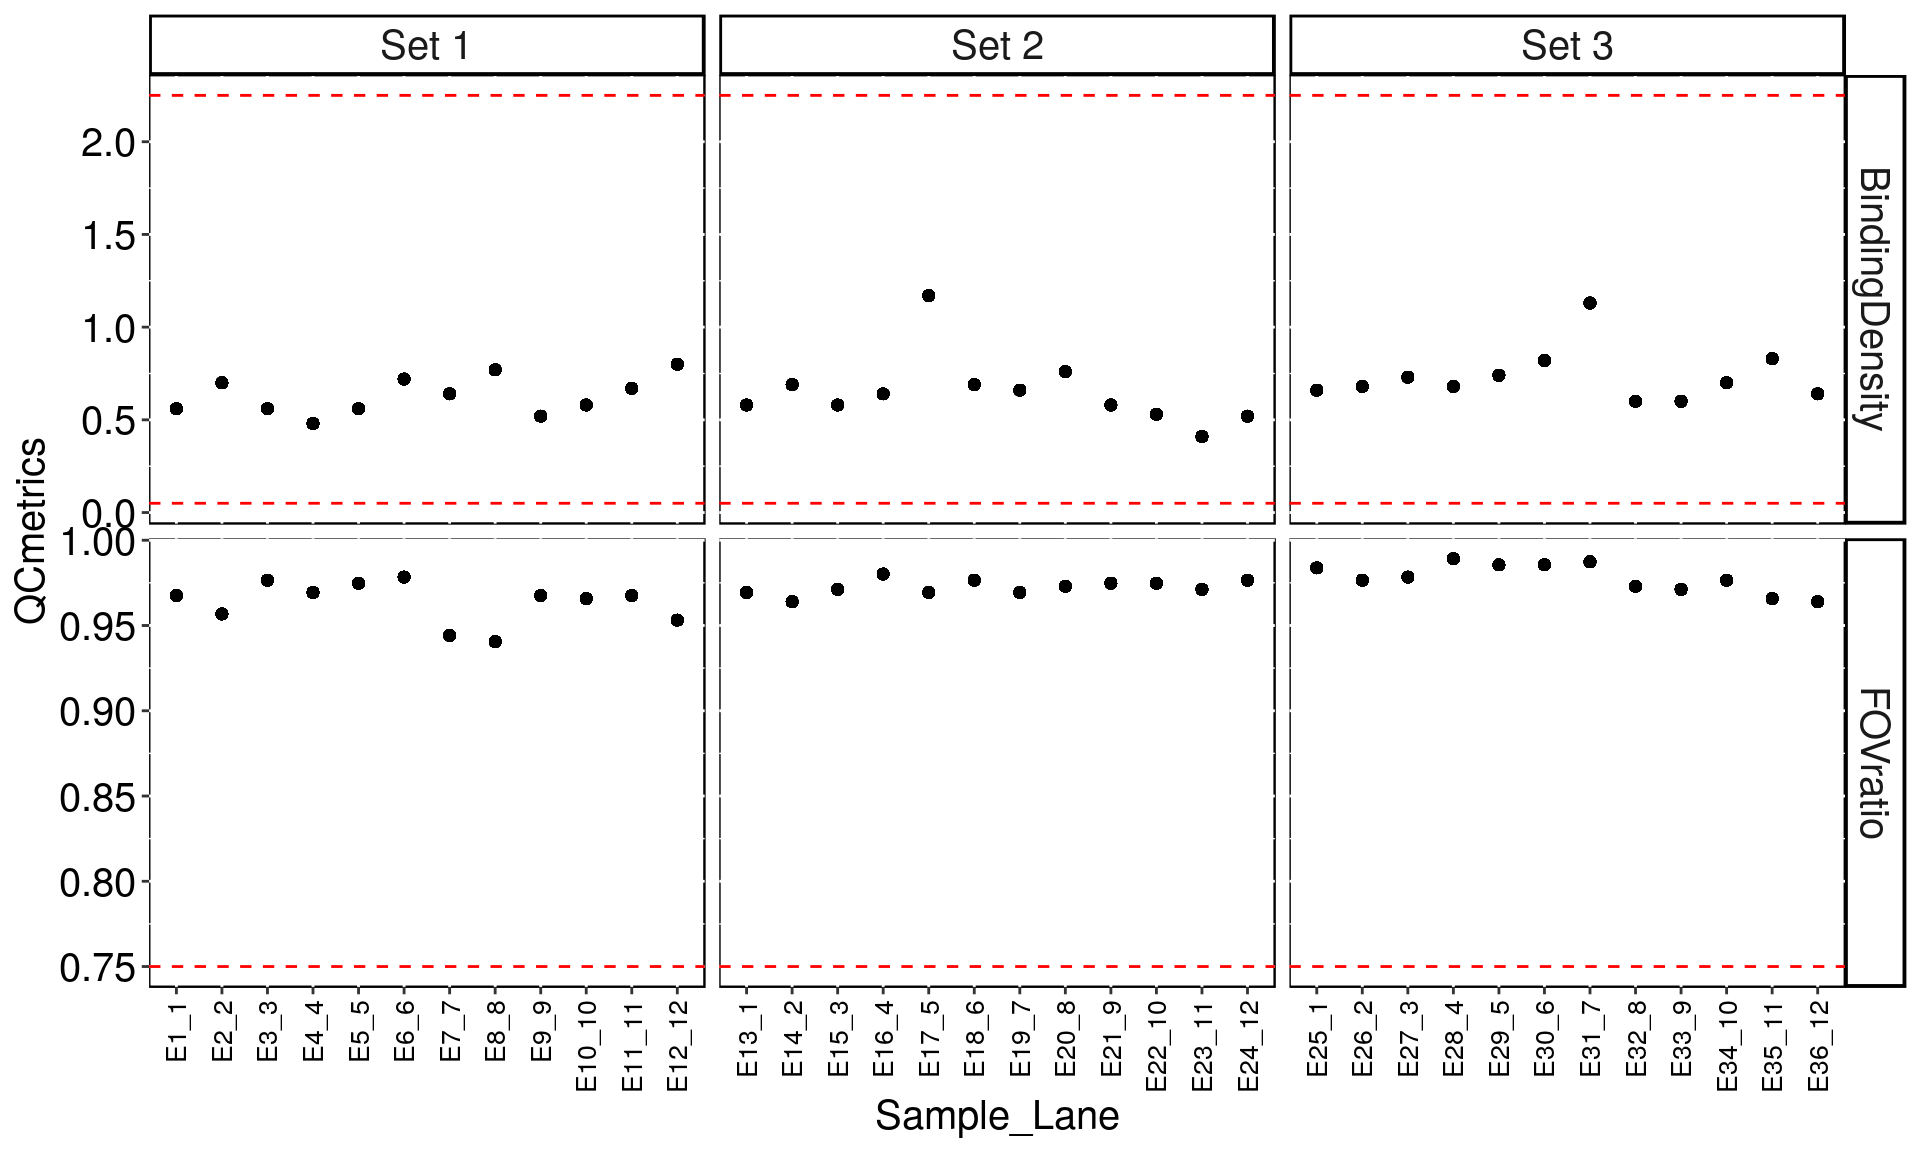 Set 1
Set 2
Set 3
QCmetrics
2.0
1.5
1.0
0.5
0.0
BindingDensity
1.00
0.95
0.90
0.85
0.80
0.75
FOVratio
E1_1
E2_2
E3_3
E4_4
E5_5
E6_6
E7_7
E8_8
E9_9
E10_10
E11_11
E12_12
E13_1
E14_2
E15_3
E16_4
E17_5
E18_6
E19_7
E20_8
E21_9
E22_10
E23_11
E24_12
E25_1
E26_2
E27_3
E28_4
E29_5
E30_6
E31_7
E32_8
E33_9
E34_10
E35_11
E36_12
Sample_Lane